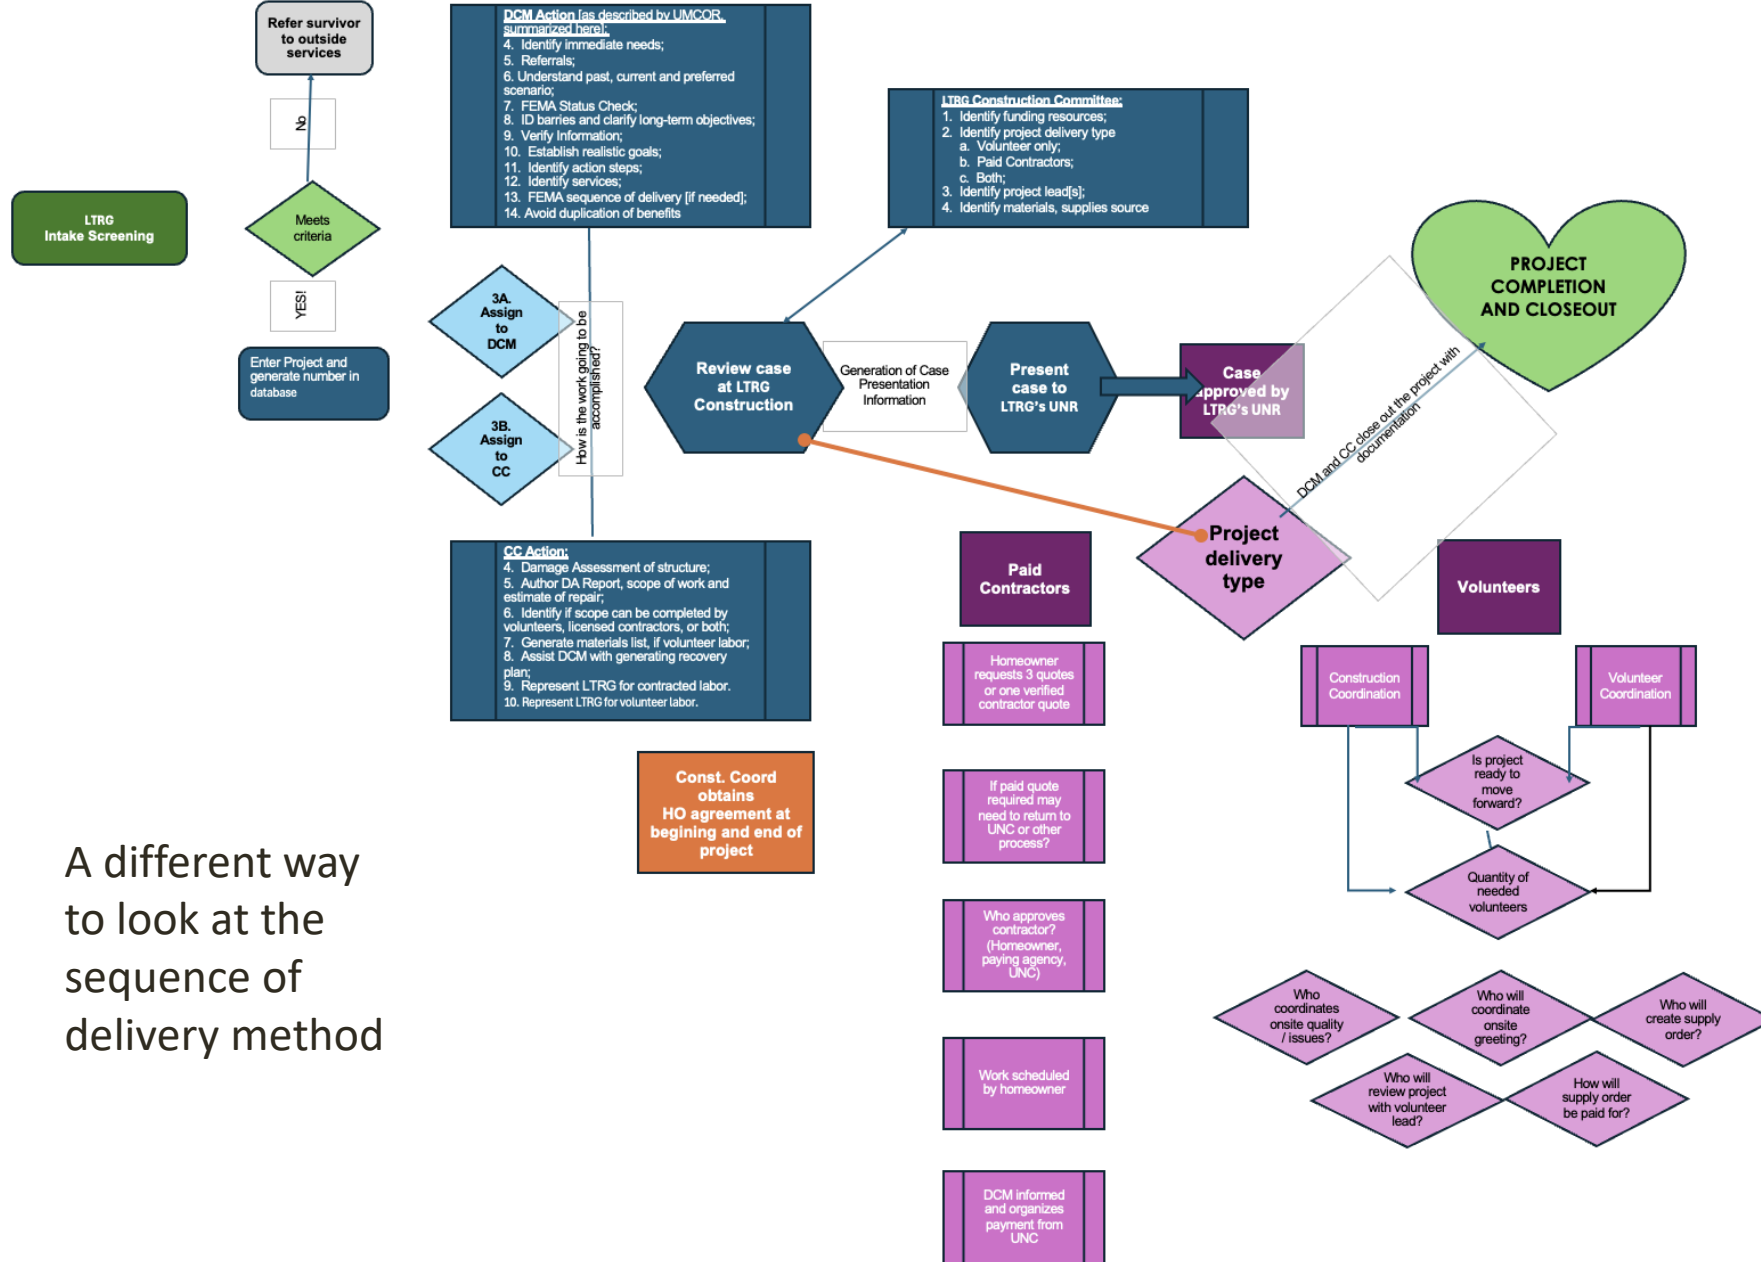 Refer survivor
to outside
services
No
Meets
criteria
YES!
LTRG
Intake Screening
Enter Project and
generate number in
database
DCM Action [as described by UMCOR,
summarized here]:
4. Identify immediate needs;
5. Referrals;
6. Understand past, current and preferred
scenario;
7. FEMA Status Check;
8. ID barries and clarify long-term objectives;
9. Verify Information;
10. Establish realistic goals;
11. Identify action steps;
12. Identify services;
13. FEMA sequence of delivery [if needed];
14. Avoid duplication of benefits
3A.
Assign
to
DCM
3B.
Assign
to
CC
How is the work going to be
accomplished?
CC Action:
4. Damage Assessment of structure;
5. Author DA Report, scope of work and
estimate of repair;
6. Identify if scope can be completed by
volunteers, licensed contractors, or both;
7. Generate materials list, if volunteer labor;
8. Assist DCM with generating recovery
plan;
9. Represent LTRG for contracted labor.
10. Represent LTRG for volunteer labor.
LTRG Construction Committee:
1. Identify funding resources;
2. Identify project delivery type
a. Volunteer only;
b. Paid Contractors;
c. Both;
3. Identify project lead[s];
4. Identify materials, supplies source
Review case
at LTRG
Construction
Generation of Case
Presentation
Information
Present
case to
LTRG's UNR
Case
approved by
LTRG's UNR
DCM and CC close out the project with
documentation
PROJECT
COMPLETION
AND CLOSEOUT
Project
delivery
type
Const. Coord
obtains
HO agreement at
begining and end of
project
Paid
Contractors
Homeowner
requests 3 quotes
or one verified
contractor quote
If paid quote
required may
need to return to
UNC or other
process?
Who approves
contractor?
(Homeowner,
paying agency,
UNC)
Work scheduled
by homeowner
DCM informed
and organizes
payment from
UNC
Volunteers
Construction
Coordination
Volunteer
Coordination
Is project
ready to
move
forward?
Quantity of
needed
volunteers
Who
coordinates
onsite quality
/ issues?
Who will
coordinate
onsite
greeting?
Who will
create supply
order?
Who will
review project
with volunteer
lead?
How will
supply order
be paid for?
A different way
to look at the
sequence of
delivery method